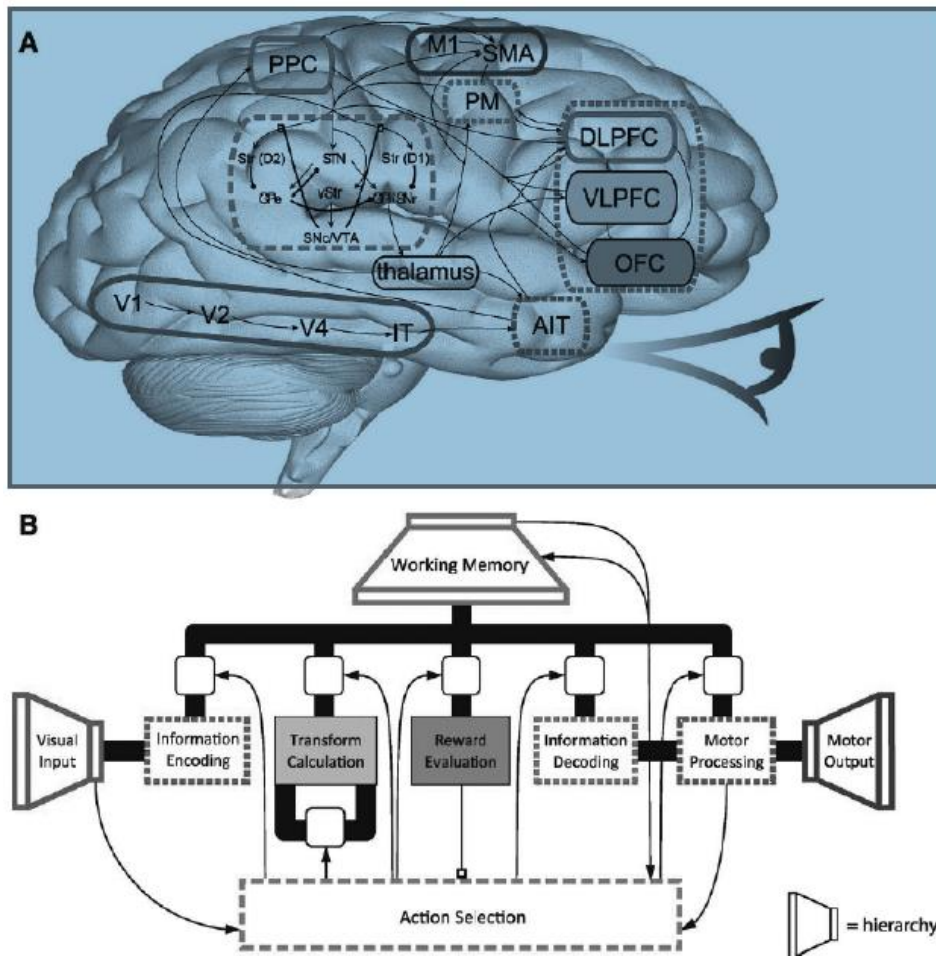 A
M1
SMA
PPC
PM
DLPFC
Str (D2)
STN
Str (D1)
GPe
vStr
VLPFC
SNc/VTA
thalamus
OFC
V1
V2
V4
IT
AIT
B
Working Memory
Visual
Input
Information
Encoding
Transform
Calculation
Reward
Evaluation
Information
Decoding
Motor
Processing
Motor
Output
Action Selection
= hierarchy